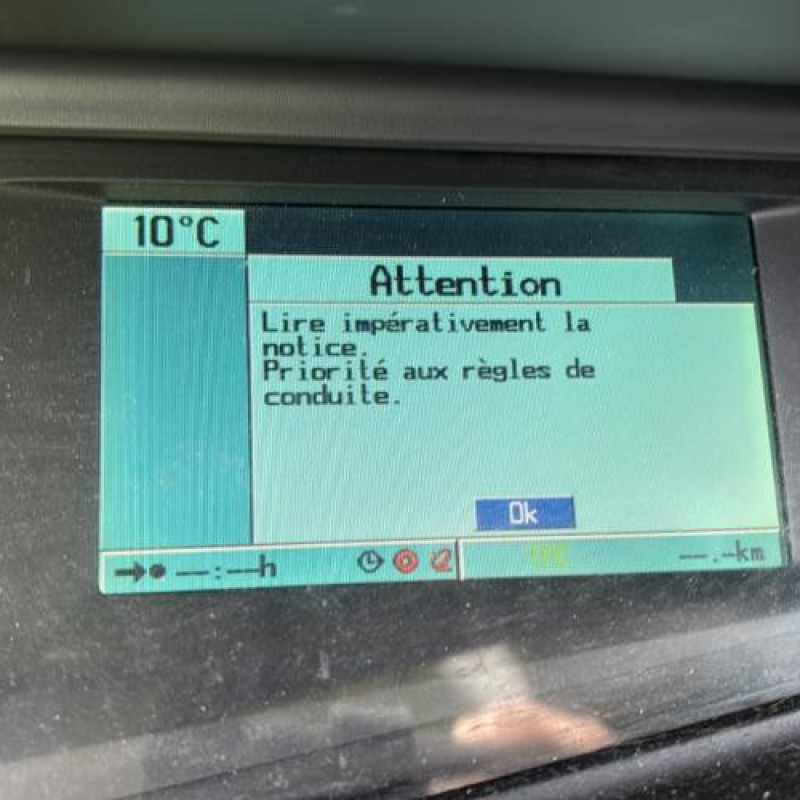 10°C
Attention
Lire impérativement la
notice.
Priorité aux règles de
conduite.
Ok
--:--h
--.-km